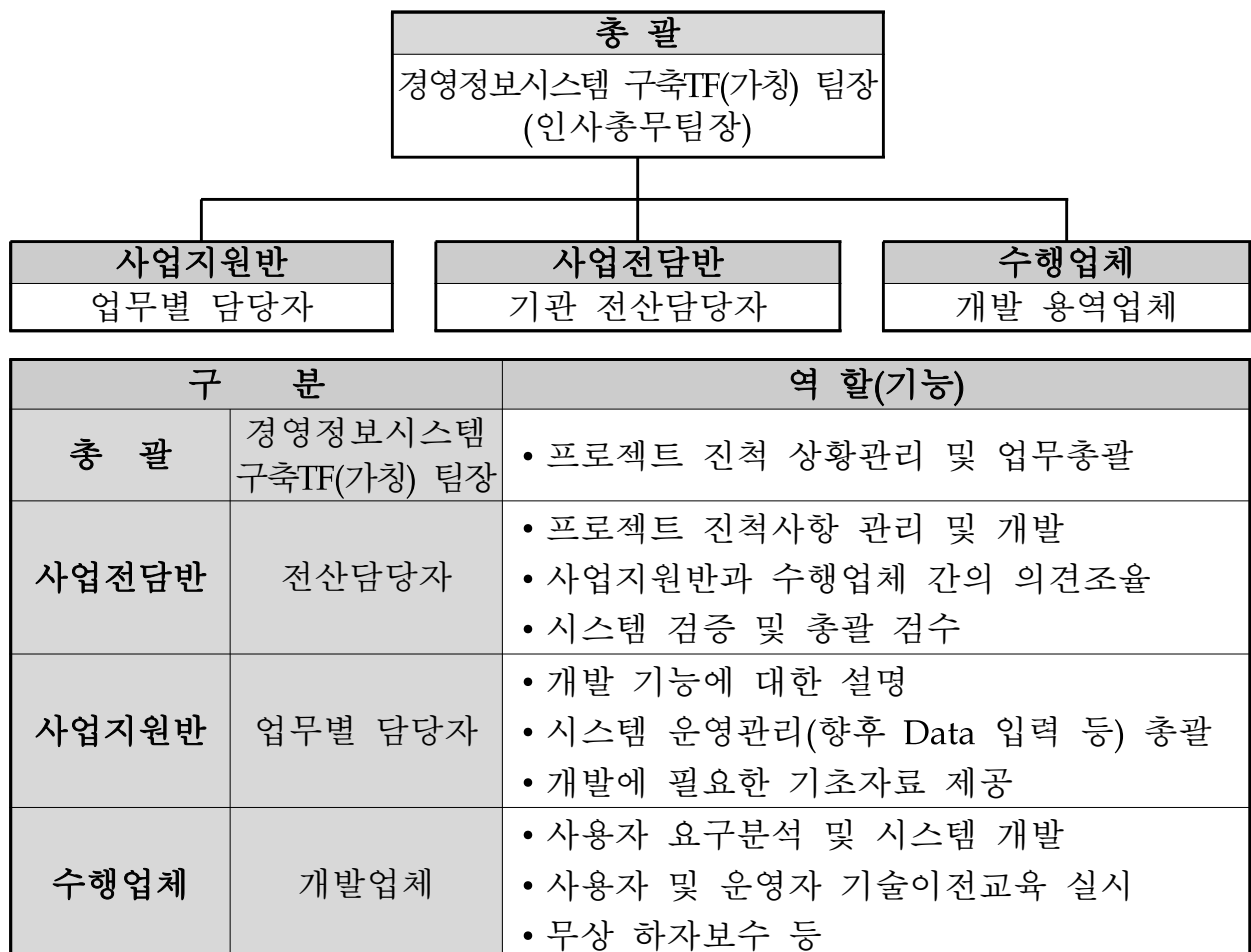 총 괄
경영정보시스템 구축TF(가칭) 팀장
(인사총무팀장)
사업지원반
업무별 담당자
사업전담반
기관 전산담당자
수행업체
개발 용역업체
구 분
역 할(기능)
총 괄
경영정보시스템
구축TF(가칭) 팀장
• 프로젝트 진척 상황관리 및 업무총괄
사업전담반
전산담당자
• 프로젝트 진척사항 관리 및 개발
• 사업지원반과 수행업체 간의 의견조율
• 시스템 검증 및 총괄 검수
사업지원반
업무별 담당자
• 개발 기능에 대한 설명
• 시스템 운영관리(향후 Data 입력 등) 총괄
• 개발에 필요한 기초자료 제공
수행업체
개발업체
• 사용자 요구분석 및 시스템 개발
• 사용자 및 운영자 기술이전교육 실시
• 무상 하자보수 등